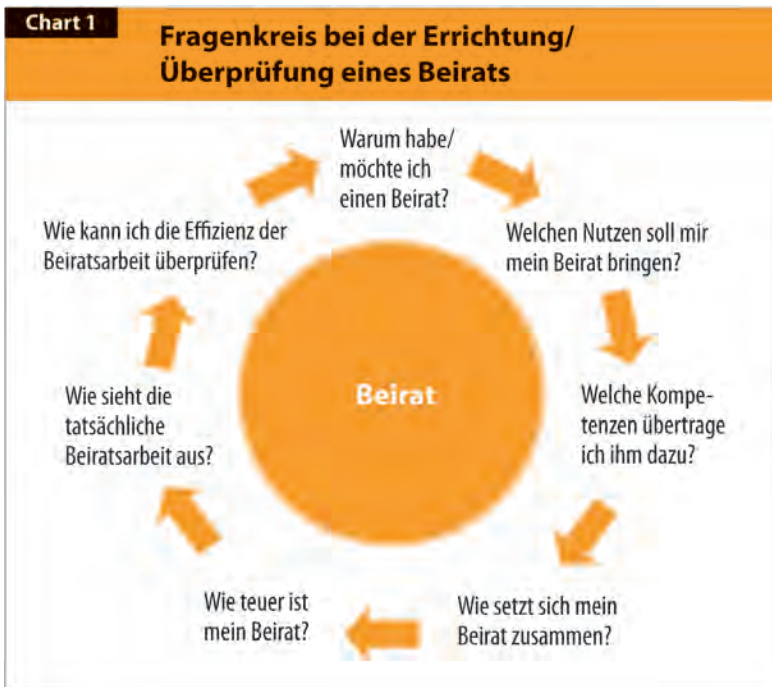 Chart 1
Fragenkreis bei der Errichtung/
Überprüfung eines Beirats
Warum habe/
möchte ich
einen Beirat?
Welchen Nutzen soll mir
mein Beirat bringen?
Welche Kompe-
tenzen übertrage
ich ihm dazu?
Wie setzt sich mein
Beirat zusammen?
Wie teuer ist
mein Beirat?
Wie sieht die
tatsächliche
Beiratsarbeit aus?
Wie kann ich die Effizienz der
Beiratsarbeit überprüfen?
Beirat